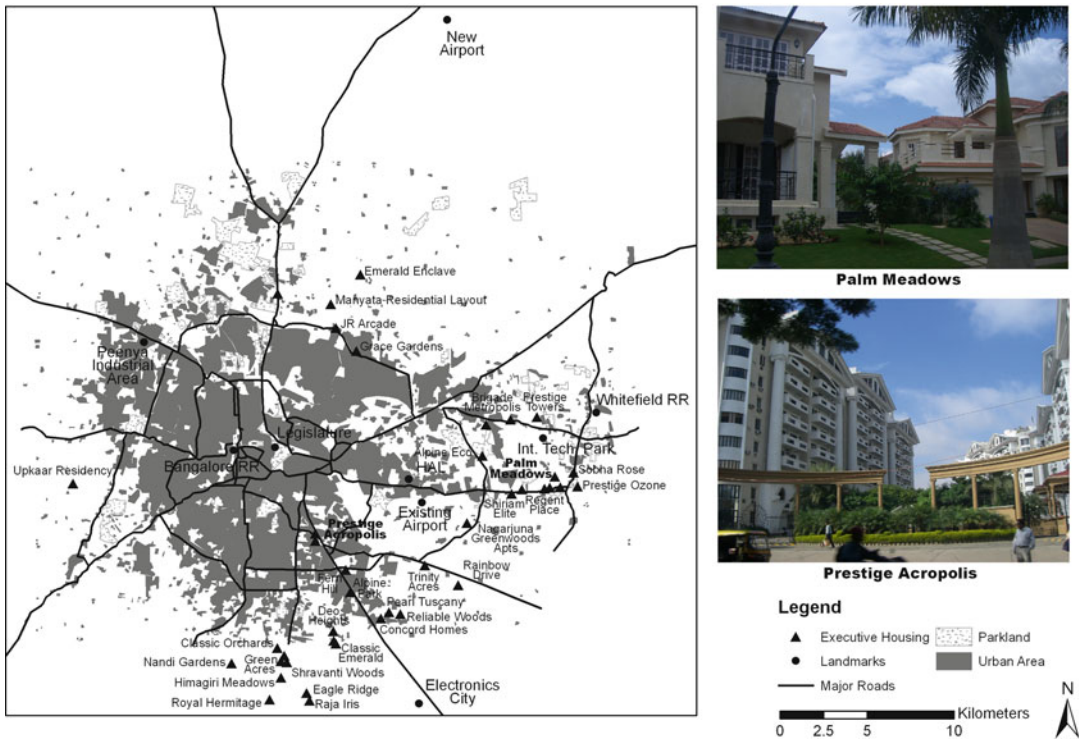 New
Airport
Emerald Enclave
Manyata-Residential Layout
JR Arcade
Grace Gardens
Peenya
Industrial
Area
Brigade
Metropolis
Prestige
Towers
Whitefield RR
Legislature
Bangalore RR
Alpine Eco
HAL
Int. Tech. Park
Palm
Meadows
Sobha Rose
Prestige Ozone
Upkaar Residency
Shriram
Elite
Regent
Place
Existing
Airport
Prestige
Acropolis
Nagarjuna
Greenwoods
Apts.
Rainbow
Drive
Fern
Hill
Alpine
Park
Trinity
Acres
Pearl Tuscany
Reliable Woods
Concord Homes
Deo
Heights
Classic Orchards
Classic
Emerald
Green
Acres
Nandi Gardens
Shravanti Woods
Himagiri Meadows
Eagle Ridge
Royal Hermitage
Raja Iris
Electronics
City
Palm Meadows
Prestige Acropolis
Legend
Executive Housing
Parkland
Landmarks
Urban Area
Major Roads
N
Kilometers
0 2.5 5 10